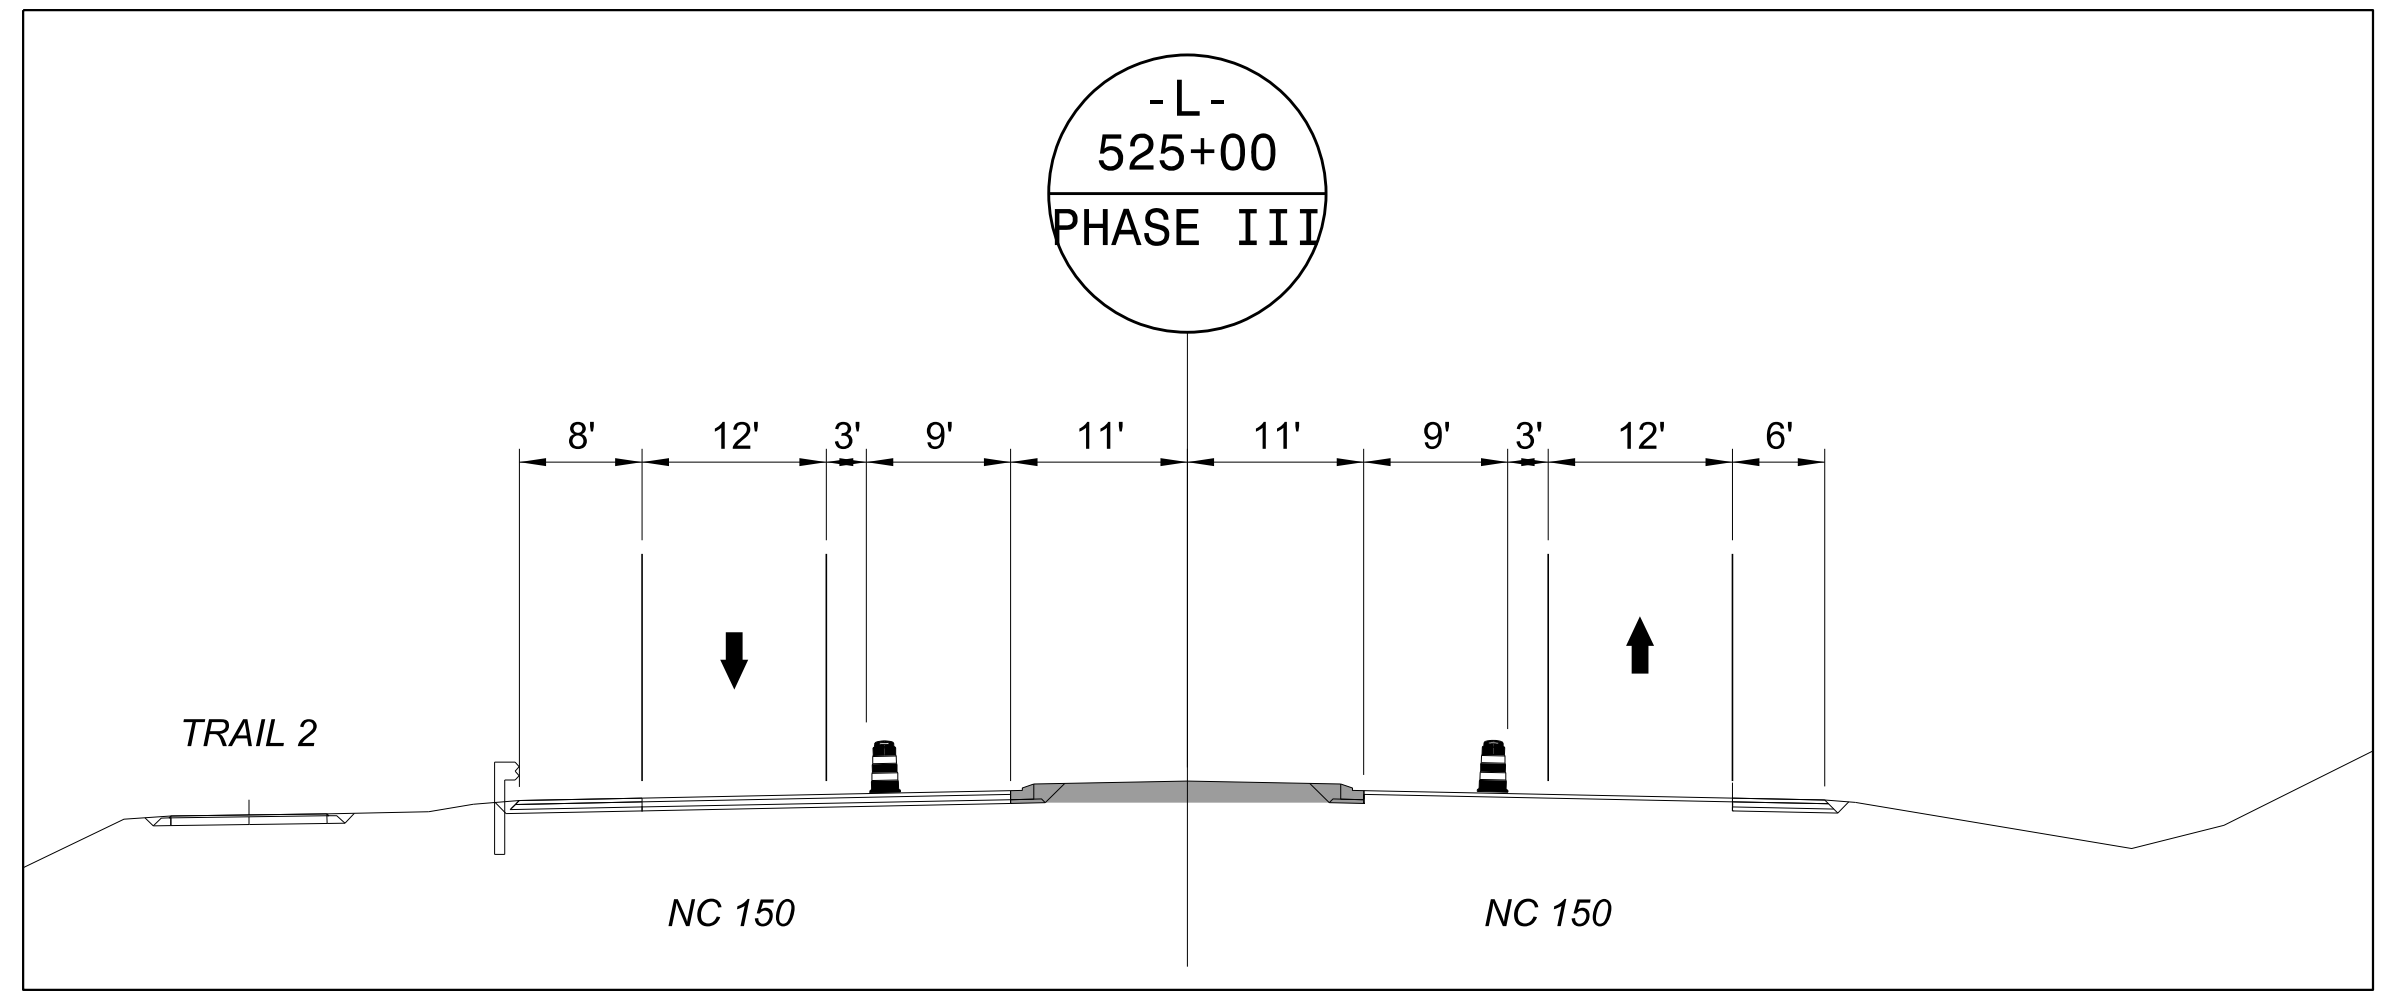 -L-
525+00
PHASE III
8' 12' 3' 9' 11' 11' 9' 3' 12' 6'
TRAIL 2
NC 150 NC 150